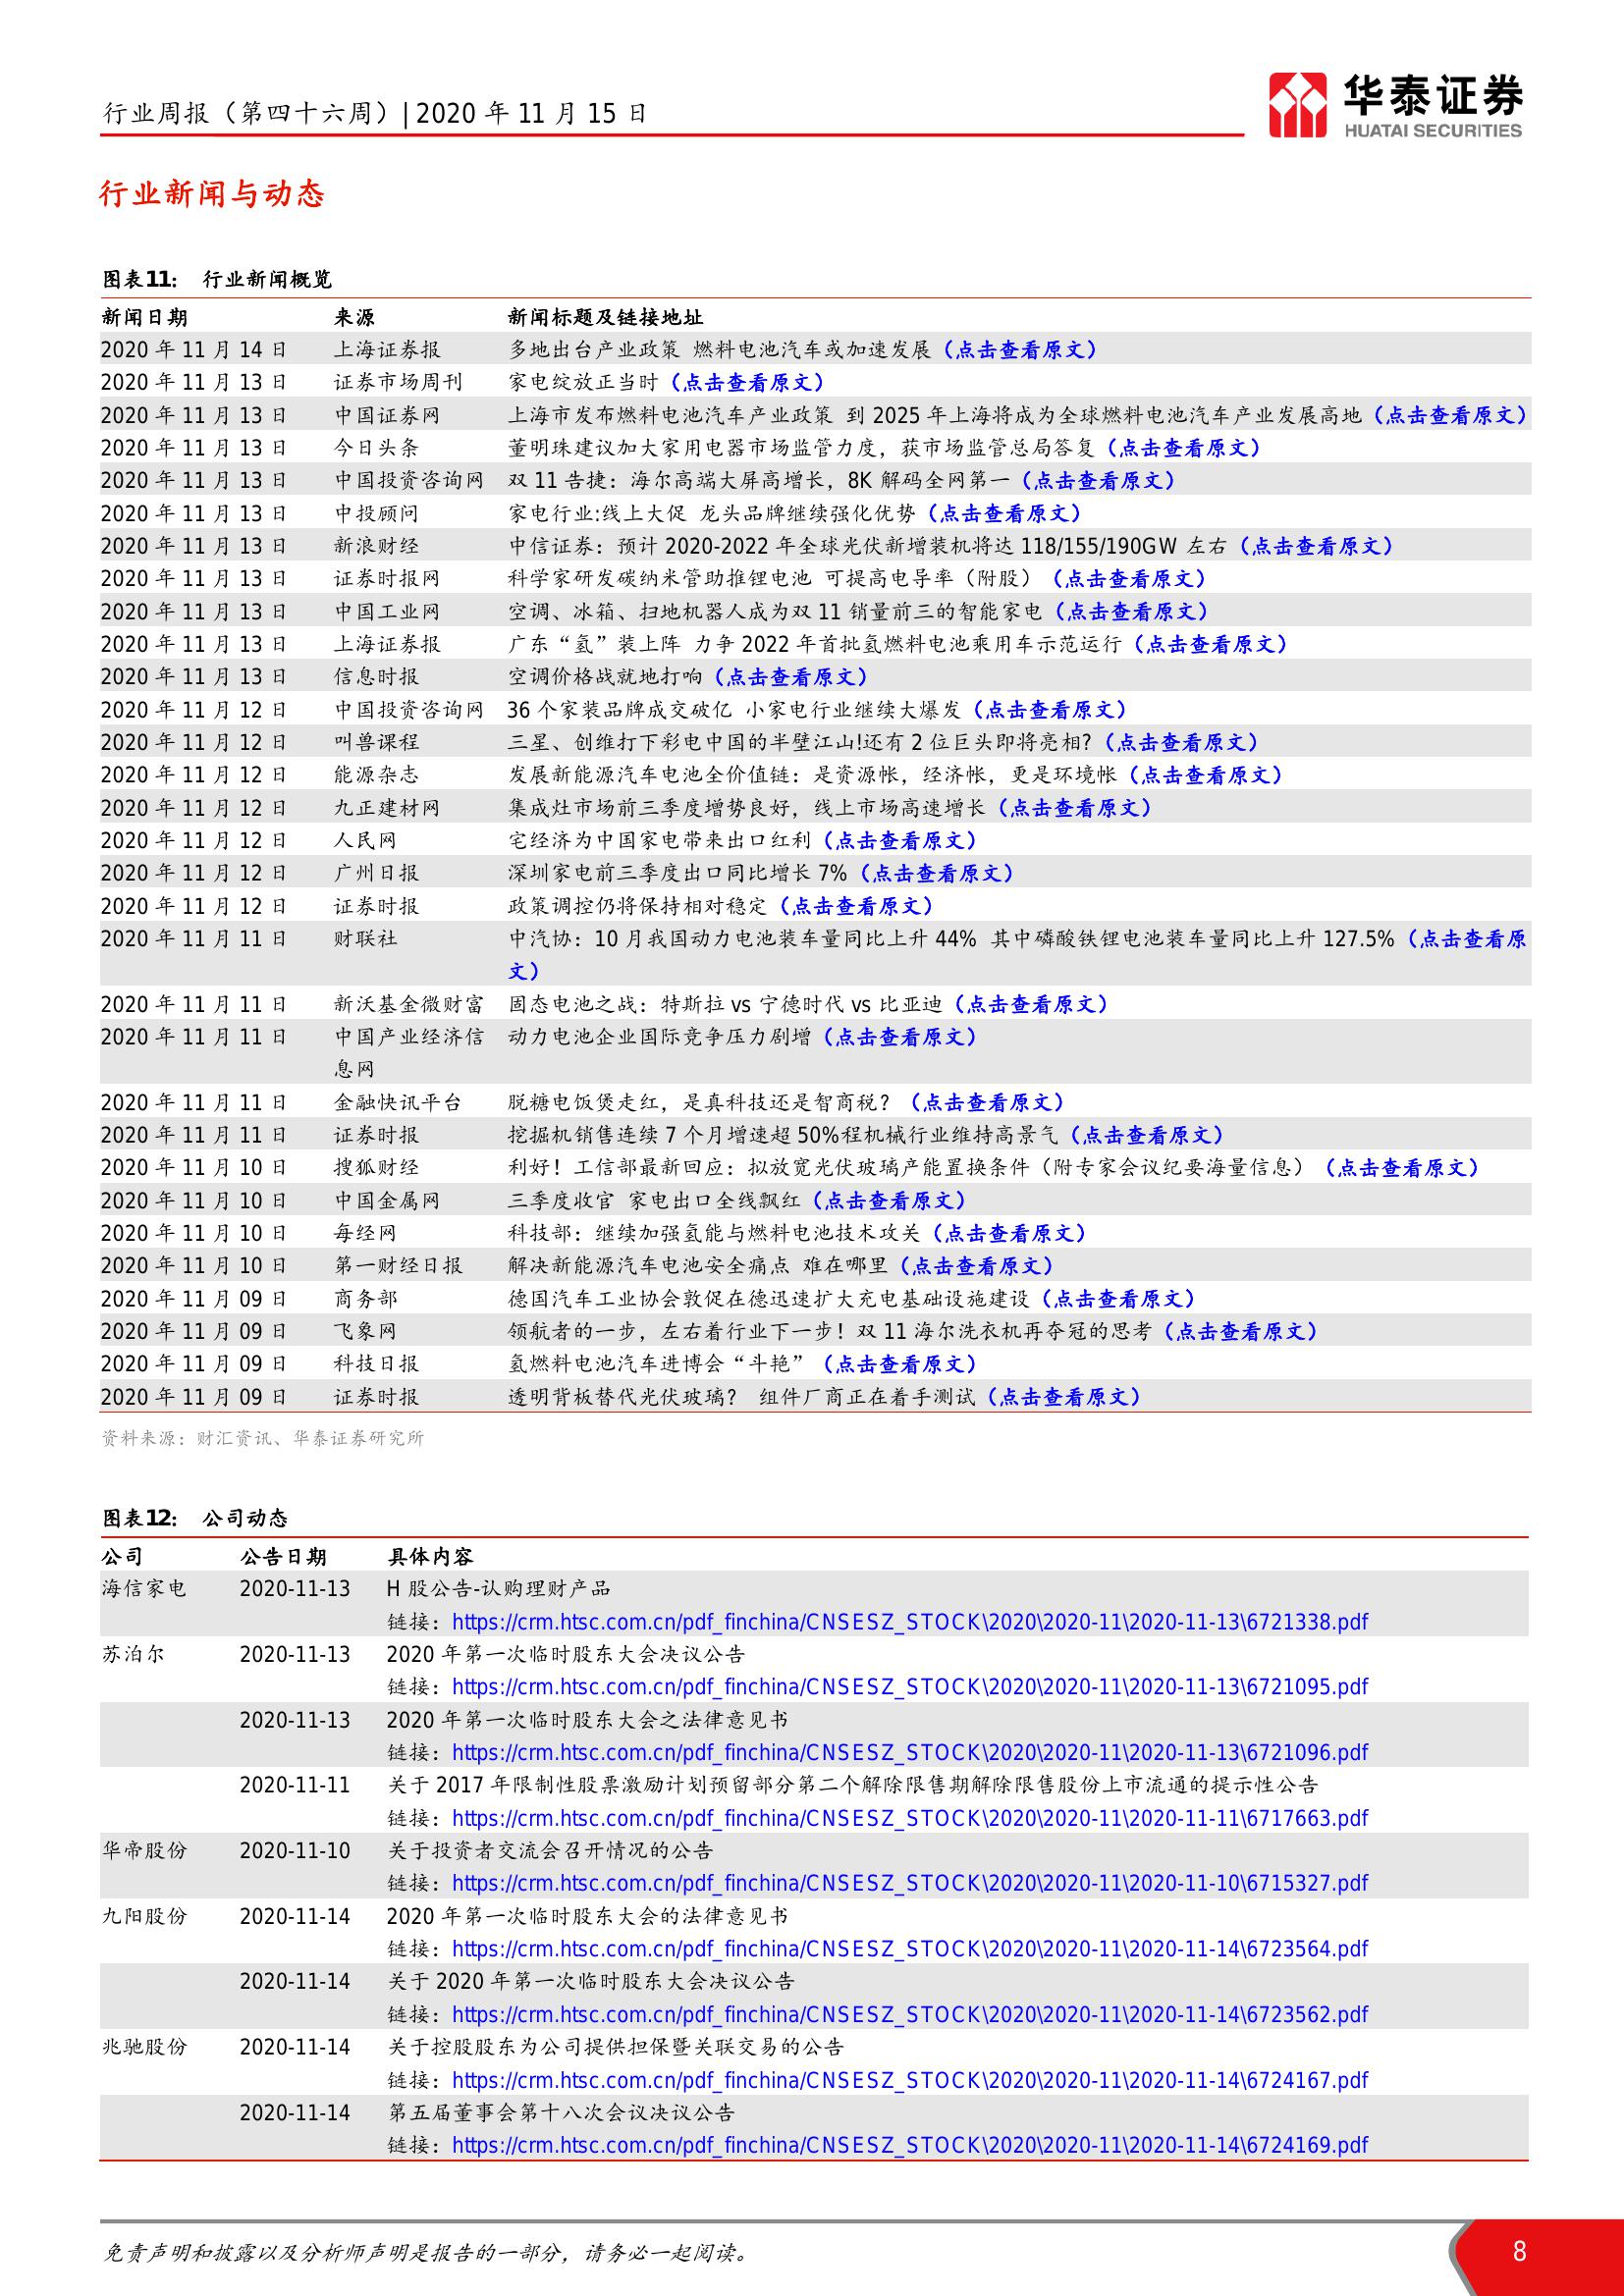 行业周报（第四十六周）| 2020 年 11 月 15 日
华泰证券
HUATAI SECURITIES
行业新闻与动态
图表11： 行业新闻概览
新闻日期 来源 新闻标题及链接地址
2020 年 11 月 14 日 上海证券报 多地出台产业政策 燃料电池汽车或加速发展（点击查看原文）
2020 年 11 月 13 日 证券市场周刊 家电绽放正当时（点击查看原文）
2020 年 11 月 13 日 中国证券网 上海市发布燃料电池汽车产业政策 到 2025 年上海将成为全球燃料电池汽车产业发展高地（点击查看原文）
2020 年 11 月 13 日 今日头条 董明珠建议加大家用电器市场监管力度，获市场监管总局答复（点击查看原文）
2020 年 11 月 13 日 中国投资咨询网 双 11 告捷：海尔高端大屏高增长，8K 解码全网第一（点击查看原文）
2020 年 11 月 13 日 中投顾问 家电行业:线上大促 龙头品牌继续强化优势（点击查看原文）
2020 年 11 月 13 日 新浪财经 中信证券：预计 2020-2022 年全球光伏新增装机将达 118/155/190GW 左右（点击查看原文）
2020 年 11 月 13 日 证券时报网 科学家研发碳纳米管助推锂电池 可提高电导率（附股）（点击查看原文）
2020 年 11 月 13 日 中国工业网 空调、冰箱、扫地机器人成为双 11 销量前三的智能家电（点击查看原文）
2020 年 11 月 13 日 上海证券报 广东“氢”装上阵 力争 2022 年首批氢燃料电池乘用车示范运行（点击查看原文）
2020 年 11 月 13 日 信息时报 空调价格战就地打响（点击查看原文）
2020 年 11 月 12 日 中国投资咨询网 36 个家装品牌成交破亿 小家电行业继续大爆发（点击查看原文）
2020 年 11 月 12 日 叫兽课程 三星、创维打下彩电中国的半壁江山!还有 2 位巨头即将亮相?（点击查看原文）
2020 年 11 月 12 日 能源杂志 发展新能源汽车电池全价值链：是资源帐，经济帐，更是环境帐（点击查看原文）
2020 年 11 月 12 日 九正建材网 集成灶市场前三季度增势良好，线上市场高速增长（点击查看原文）
2020 年 11 月 12 日 人民网 宅经济为中国家电带来出口红利（点击查看原文）
2020 年 11 月 12 日 广州日报 深圳家电前三季度出口同比增长 7%（点击查看原文）
2020 年 11 月 12 日 证券时报 政策调控仍将保持相对稳定（点击查看原文）
2020 年 11 月 11 日 财联社 中汽协：10 月我国动力电池装车量同比上升 44% 其中磷酸铁锂电池装车量同比上升 127.5%（点击查看原
文）
2020 年 11 月 11 日 新沃基金微财富 固态电池之战：特斯拉 vs 宁德时代 vs 比亚迪（点击查看原文）
2020 年 11 月 11 日 中国产业经济信 动力电池企业国际竞争压力剧增（点击查看原文）
息网
2020 年 11 月 11 日 金融快讯平台 脱糖电饭煲走红，是真科技还是智商税？（点击查看原文）
2020 年 11 月 11 日 证券时报 挖掘机销售连续 7 个月增速超 50%程机械行业维持高景气（点击查看原文）
2020 年 11 月 10 日 搜狐财经 利好！工信部最新回应：拟放宽光伏玻璃产能置换条件（附专家会议纪要海量信息）（点击查看原文）
2020 年 11 月 10 日 中国金属网 三季度收官 家电出口全线飘红（点击查看原文）
2020 年 11 月 10 日 每经网 科技部：继续加强氢能与燃料电池技术攻关（点击查看原文）
2020 年 11 月 10 日 第一财经日报 解决新能源汽车电池安全痛点 难在哪里（点击查看原文）
2020 年 11 月 09 日 商务部 德国汽车工业协会敦促在德迅速扩大充电基础设施建设（点击查看原文）
2020 年 11 月 09 日 飞象网 领航者的一步，左右着行业下一步！双 11 海尔洗衣机再夺冠的思考（点击查看原文）
2020 年 11 月 09 日 科技日报 氢燃料电池汽车进博会“斗艳”（点击查看原文）
2020 年 11 月 09 日 证券时报 透明背板替代光伏玻璃？ 组件厂商正在着手测试（点击查看原文）
资料来源：财汇资讯、华泰证券研究所
图表12： 公司动态
公司 公告日期 具体内容
海信家电 2020-11-13 H 股公告-认购理财产品
链接：https://crm.htsc.com.cn/pdf_finchina/CNSESZ_STOCK\2020\2020-11\2020-11-13\6721338.pdf
苏泊尔 2020-11-13 2020 年第一次临时股东大会决议公告
链接：https://crm.htsc.com.cn/pdf_finchina/CNSESZ_STOCK\2020\2020-11\2020-11-13\6721095.pdf
2020-11-13 2020 年第一次临时股东大会之法律意见书
链接：https://crm.htsc.com.cn/pdf_finchina/CNSESZ_STOCK\2020\2020-11\2020-11-13\6721096.pdf
2020-11-11 关于 2017 年限制性股票激励计划预留部分第二个解除限售期解除限售股份上市流通的提示性公告
链接：https://crm.htsc.com.cn/pdf_finchina/CNSESZ_STOCK\2020\2020-11\2020-11-11\6717663.pdf
华帝股份 2020-11-10 关于投资者交流会召开情况的公告
链接：https://crm.htsc.com.cn/pdf_finchina/CNSESZ_STOCK\2020\2020-11\2020-11-10\6715327.pdf
九阳股份 2020-11-14 2020 年第一次临时股东大会的法律意见书
链接：https://crm.htsc.com.cn/pdf_finchina/CNSESZ_STOCK\2020\2020-11\2020-11-14\6723564.pdf
2020-11-14 关于 2020 年第一次临时股东大会决议公告
链接：https://crm.htsc.com.cn/pdf_finchina/CNSESZ_STOCK\2020\2020-11\2020-11-14\6723562.pdf
兆驰股份 2020-11-14 关于控股股东为公司提供担保暨关联交易的公告
链接：https://crm.htsc.com.cn/pdf_finchina/CNSESZ_STOCK\2020\2020-11\2020-11-14\6724167.pdf
2020-11-14 第五届董事会第十八次会议决议公告
链接：https://crm.htsc.com.cn/pdf_finchina/CNSESZ_STOCK\2020\2020-11\2020-11-14\6724169.pdf
免责声明和披露以及分析师声明是报告的一部分，请务必一起阅读。 8